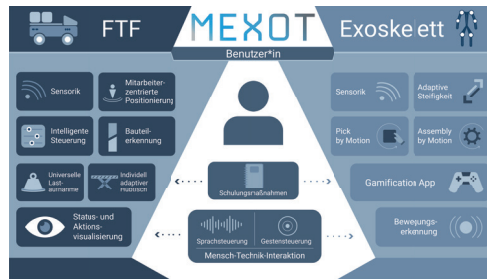 FTF
MEXOT
Exoskelett
Benutzer*in
Sensorik
Mitarbeiter-
zentrierte
Positionierung
Sensorik
Adaptive
Steifigkeit
Intelligente
Steuerung
Bauteil-
erkennung
Pick
by Motion
Assembly
by Motion
Universelle
Last-
aufnahme
Individell
adaptiver
Schulungsmaßnahmen
Gamification App
Status- und
Aktions-
visualisierung
Sprachsteuerung
Gestensteuerung
Mensch-Technik-Interaktion
Bewegungs-
erkennung